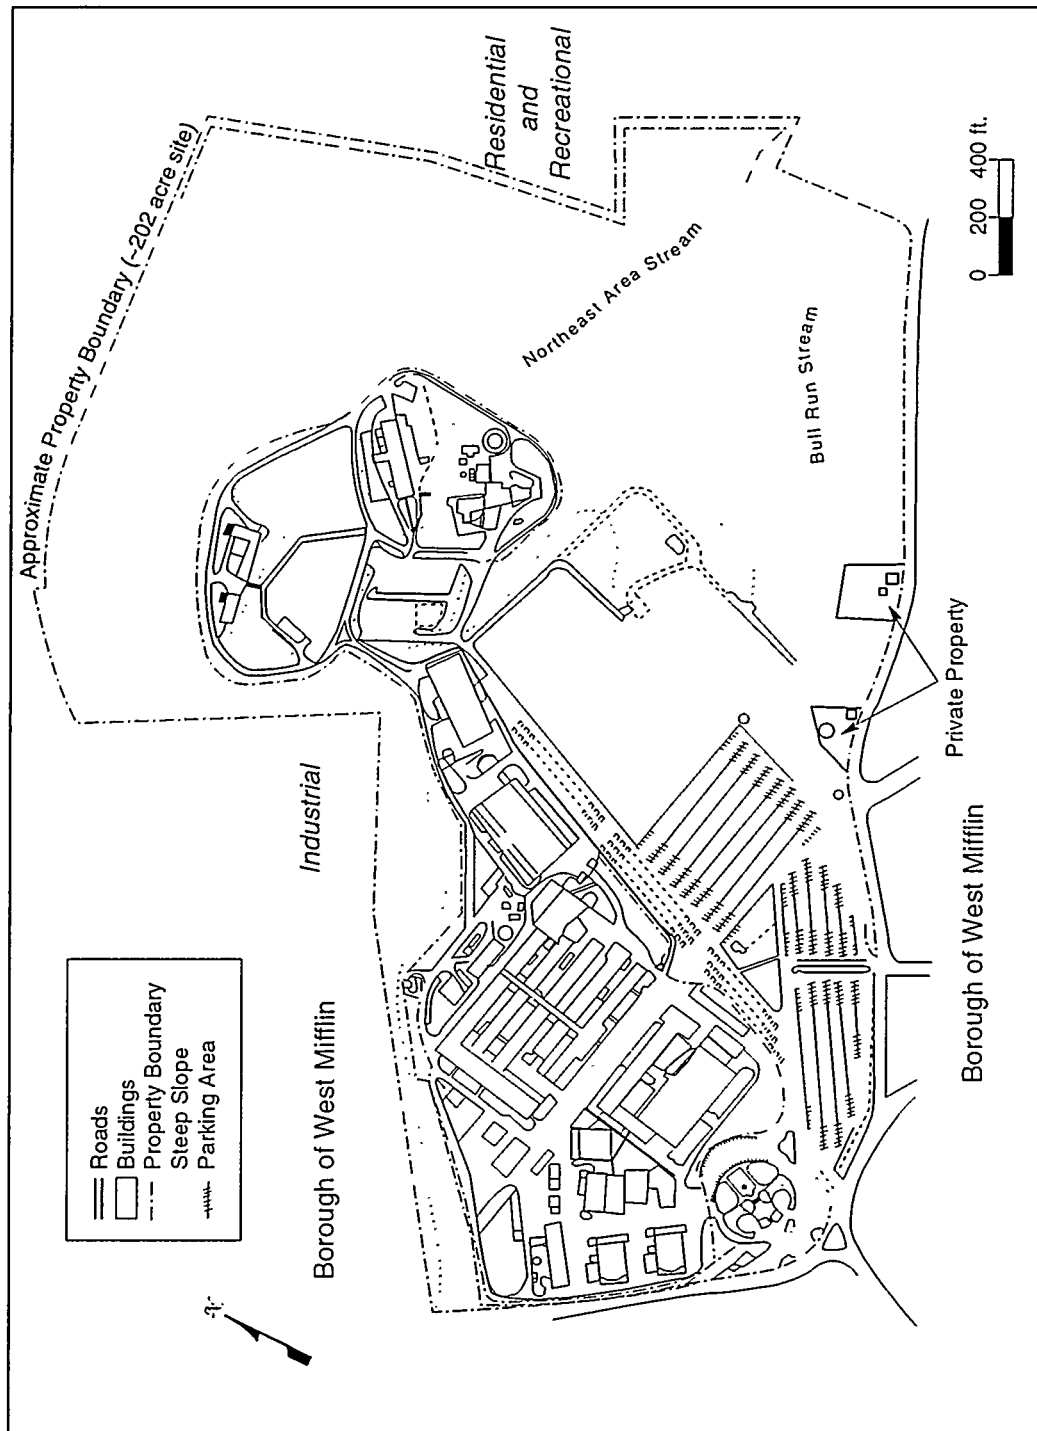 Approximate Property Boundary (~202 acre site)
Residential
and
Recreational
Northeast Area Stream
Bull Run Stream
0 200 400 ft.
Industrial
Private Property
Borough of West Mifflin
Borough of West Mifflin
Roads
Buildings
Property Boundary
Steep Slope
Parking Area